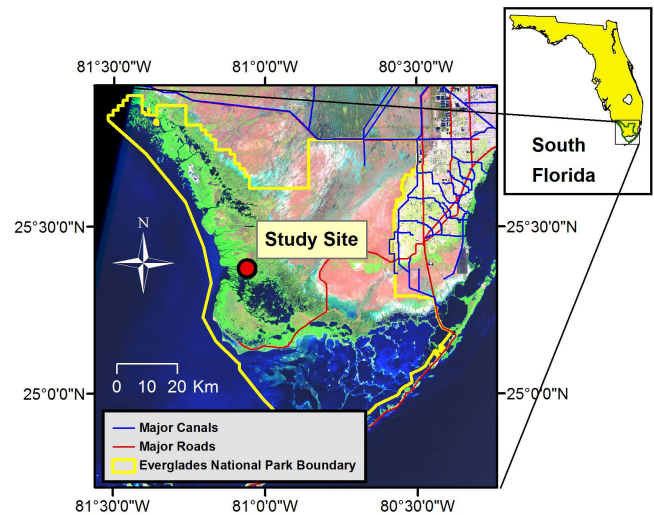 81°30'0"W
81°0'0"W
80°30'0"W
South
Florida
25°30'0"N
25°30'0"N
N
Study Site
0 10 20 Km
25°0'0"N
25°0'0"N
Major Canals
Major Roads
Everglades National Park Boundary
81°30'0"W
81°0'0"W
80°30'0"W